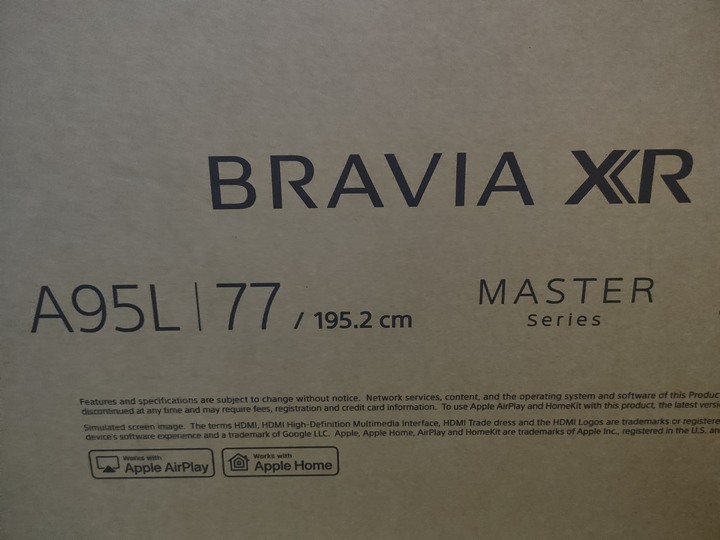 BRAVIA XR
A95L | 77 / 195.2 cm
MASTER
Series
Features and specifications are subject to change without notice. Network services, content, and the operating system and software of this Produc
discontinued at any time and may require fees, registration and credit card information. To use Apple AirPlay and HomeKit with this product, the latest versi
Simulated screen image. The terms HDMI, HDMI High-Definition Multimedia Interface, HDMI Trade dress and the HDMI Logos are trademarks or registere
device's software experience and a trademark of Google LLC. Apple, Apple Home, AirPlay and HomeKit are trademarks of Apple Inc., registered in the U.S. an
Works with
Apple AirPlay
Works with
Apple Home